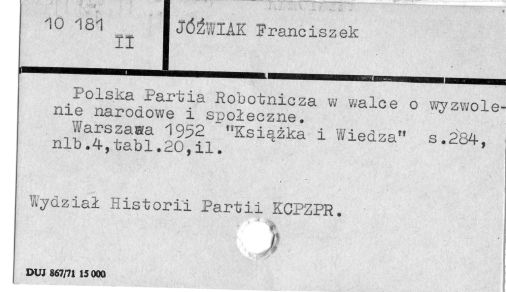 10 181
II
JÓŹWIAK Franciszek
Polska Partia Robotnicza w walce o wyzwole-
nie narodowe i społeczne.
Warszawa 1952 "Książka i Wiedza" s.284,
nlb.4,tabl.20,il.
Wydział Historii Partii KCPZPR.
DUJ 867/71 15 000